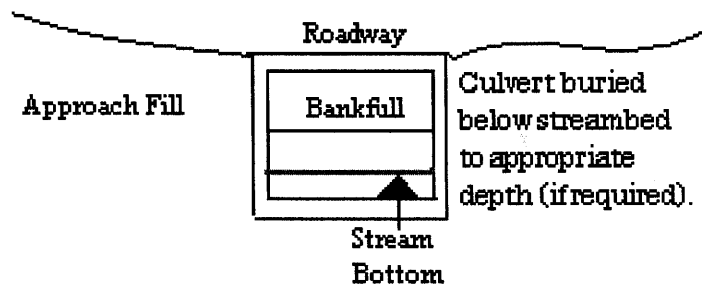 Roadway
Approach Fill
Bankfull
Culvert buried
below streambed
to appropriate
depth (if required).
Stream
Bottom